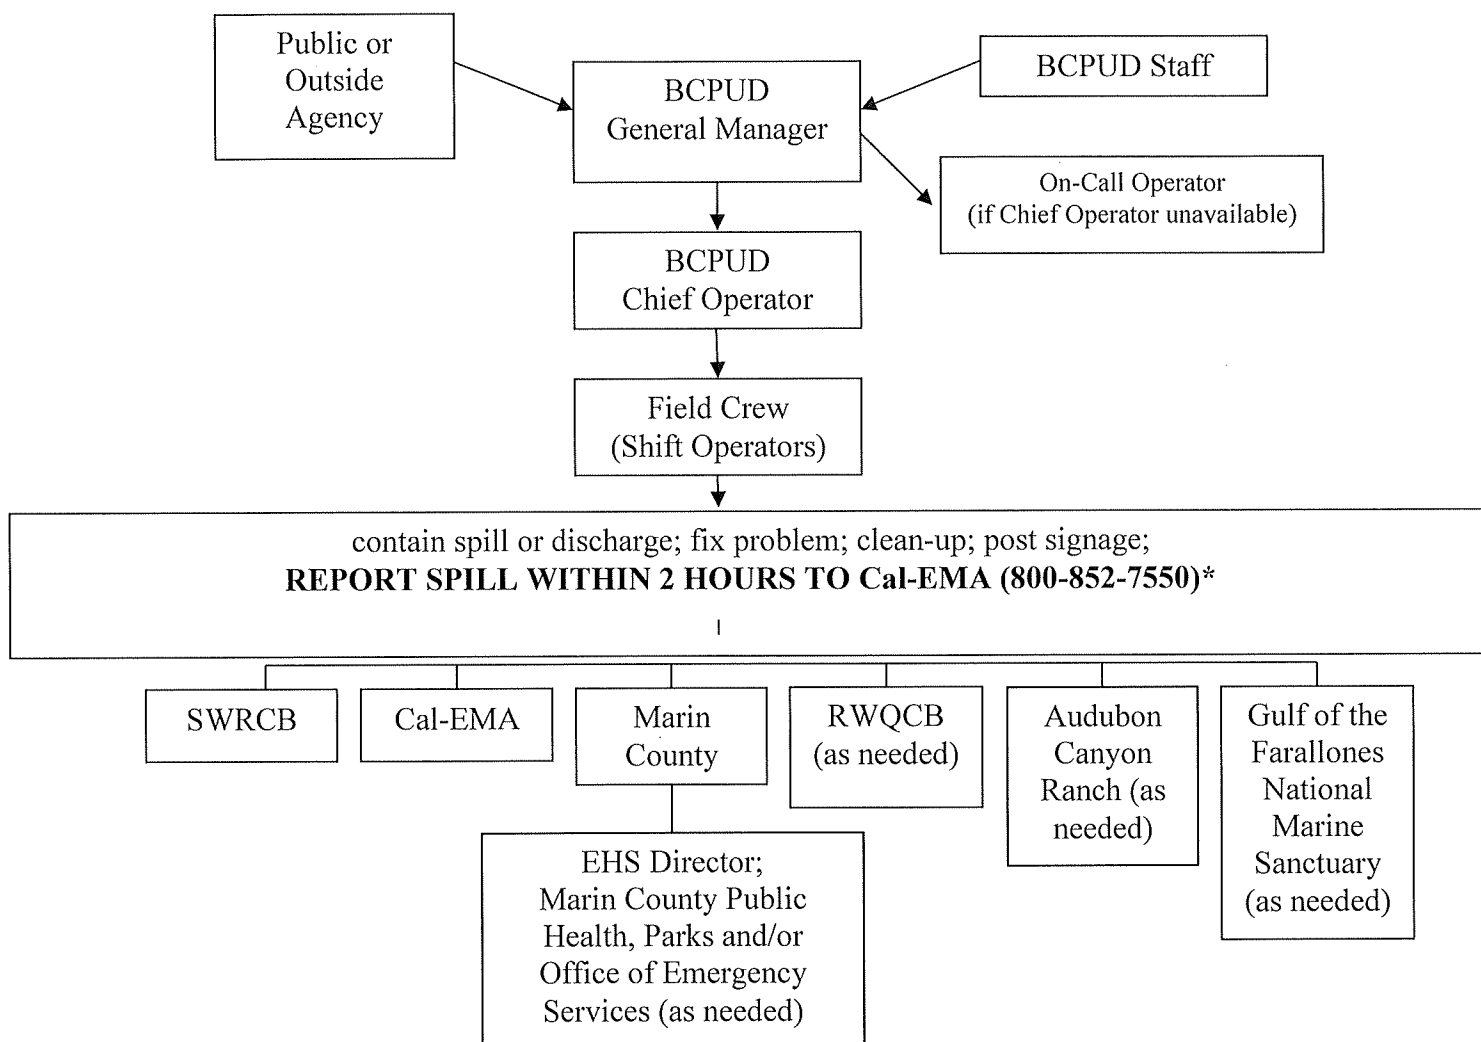 Public or
Outside
Agency
BCPUD
General Manager
BCPUD Staff
On-Call Operator
(if Chief Operator unavailable)
BCPUD
Chief Operator
Field Crew
(Shift Operators)
contain spill or discharge; fix problem; clean-up; post signage;
REPORT SPILL WITHIN 2 HOURS TO Cal-EMA (800-852-7550)*
SWRCB
Cal-EMA
Marin
County
RWQCB
(as needed)
Audubon
Canyon
Ranch (as
needed)
Gulf of the
Farallones
National
Marine
Sanctuary
(as needed)
EHS Director;
Marin County Public
Health, Parks and/or
Office of Emergency
Services (as needed)